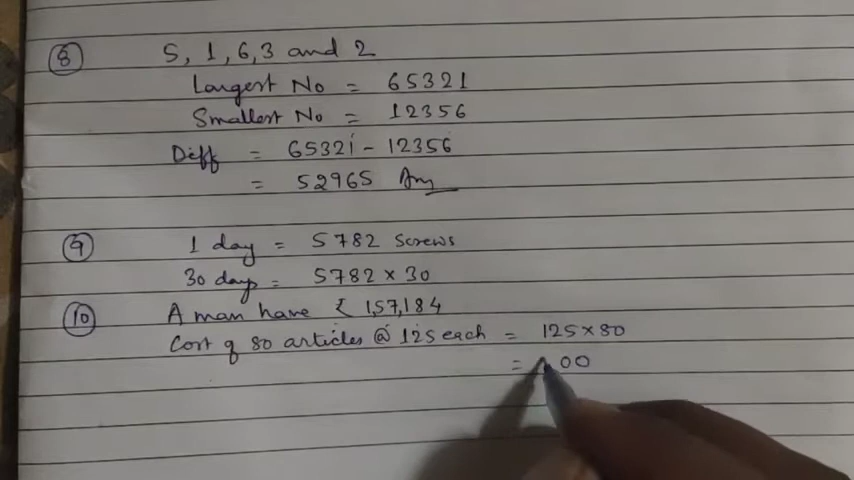 8 5, 1, 6, 3 and 2
Largest No = 65321
Smallest No = 12356
Diff = 65321 - 12356
= 52965 Ans
9 1 day = 5782 screws
30 days = 5782 × 30
10 A man have ₹ 1,57,184
Cost of 80 articles @ 125 each = 125 × 80
= 00